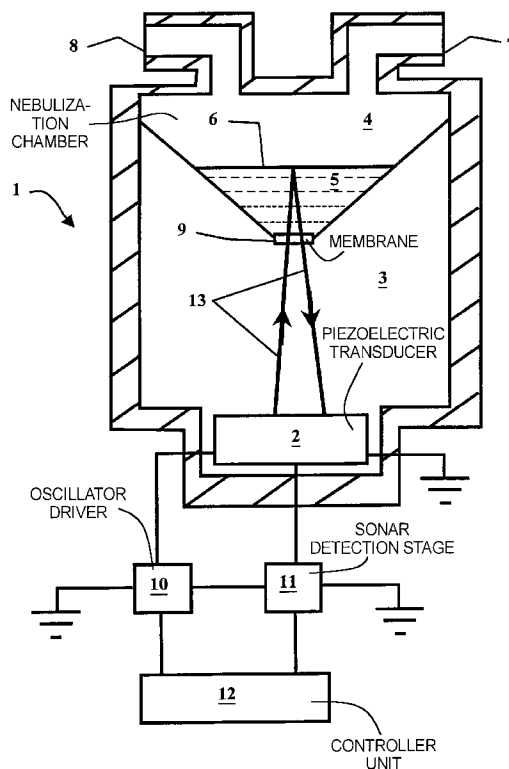 8
NEBULIZA-
TION
CHAMBER
6
4
5
1
9
MEMBRANE
3
13
PIEZOELECTRIC
TRANSDUCER
2
OSCILLATOR
DRIVER
SONAR
DETECTION STAGE
10
11
12
CONTROLLER
UNIT